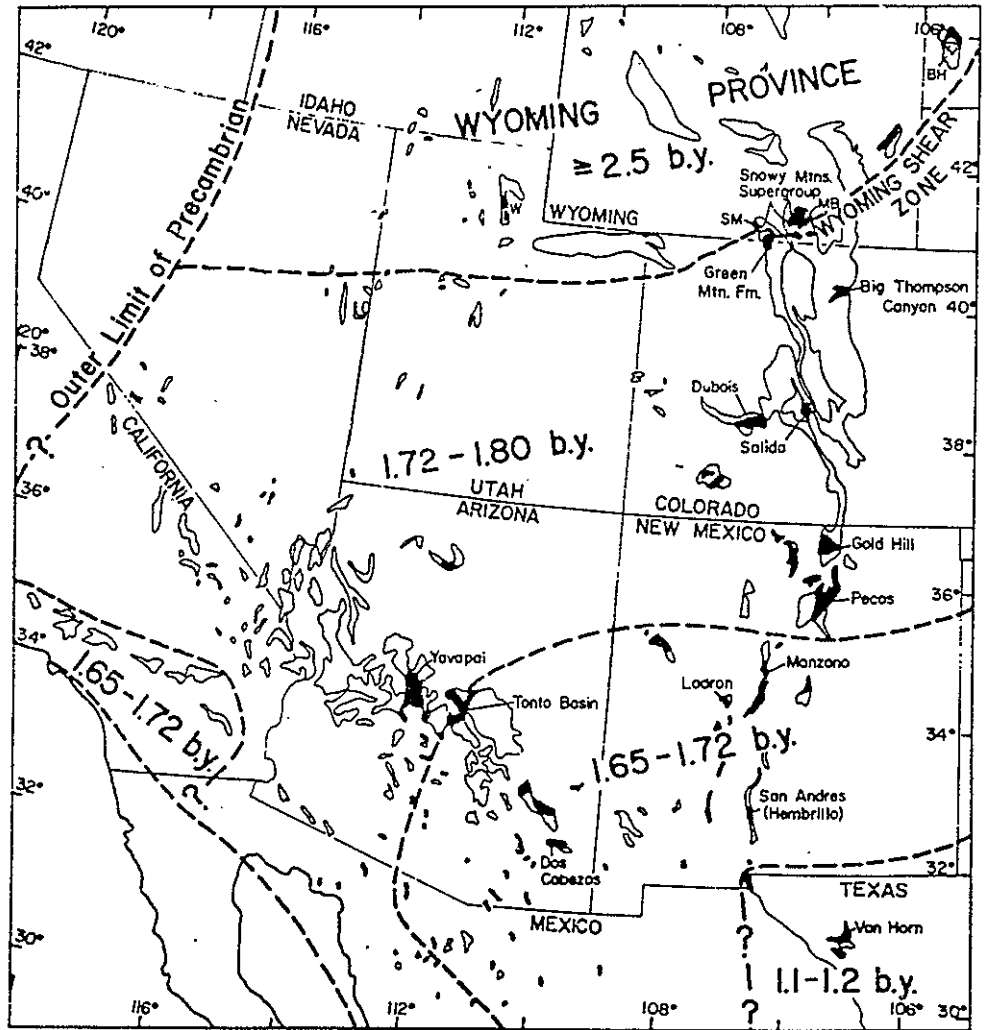 120°
116°
112°
108°
106°
42°
BH
IDAHO
NEVADA
WYOMING
PROVINCE
≥ 2.5 b.y.
Outer Limit of Precambrian
WYOMING SHEAR
ZONE
42°
40°
Snowy Mtns.
Supergroup
MB
SM
W
WYOMING
Green
Mtn. Fm.
Big Thompson
Canyon
40°
120°
38°
Dubois
Salida
?
CALIFORNIA
1.72 – 1.80 b.y.
38°
36°
UTAH
ARIZONA
COLORADO
NEW MEXICO
Gold Hill
Pecos
36°
34°
Yavapai
Tonto Basin
Manzano
Ladron
1.65–1.72 b.y.
1.65–1.72 b.y.
34°
?
32°
San Andres
(Hembrillo)
Dos
Cabezas
32°
TEXAS
MEXICO
30°
?
Van Horn
1.1–1.2 b.y.
?
30°
116°
112°
108°
106°